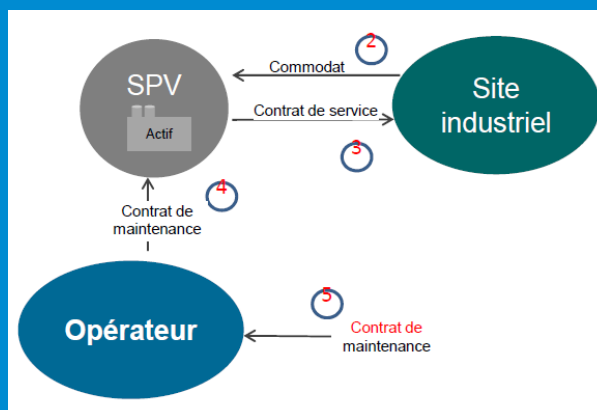 2
Commodat
SPV
Actif
Contrat de service
Site
industriel
3
4
Contrat de
maintenance
5
Opérateur
Contrat de
maintenance